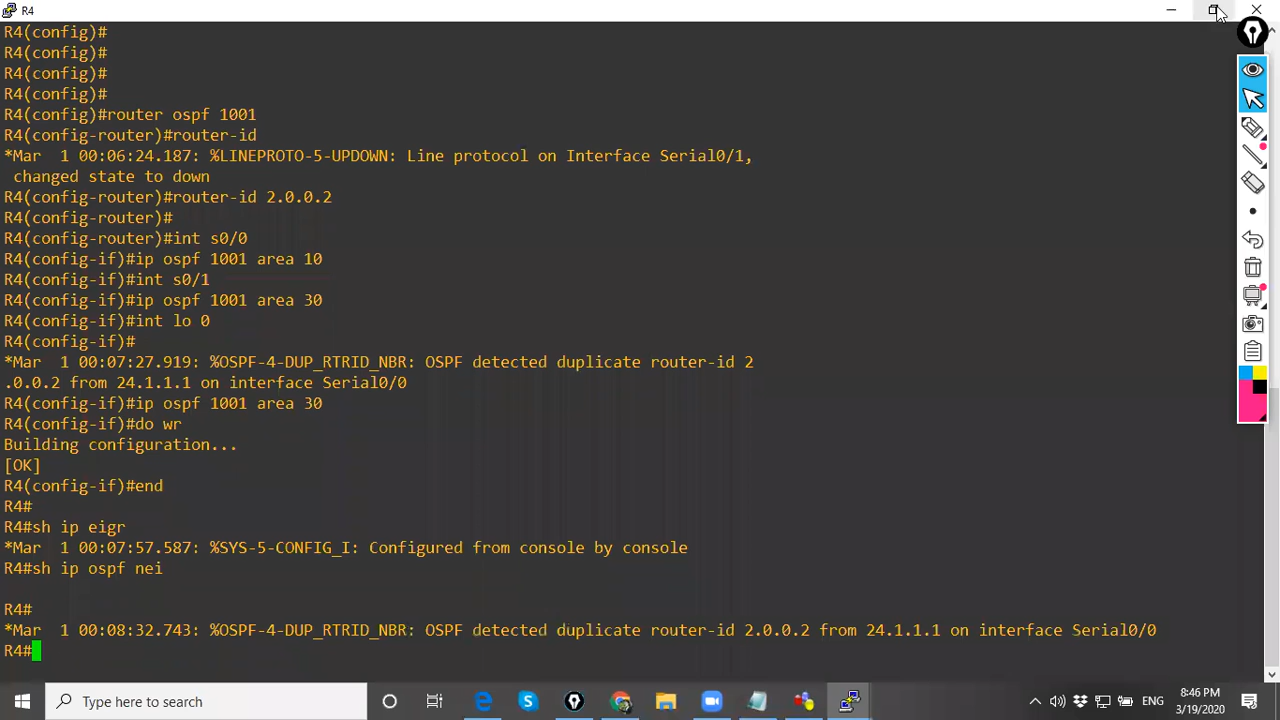 R4
R4(config)#
R4(config)#
R4(config)#
R4(config)#
R4(config)#router ospf 1001
R4(config-router)#router-id
*Mar  1 00:06:24.187: %LINEPROTO-5-UPDOWN: Line protocol on Interface Serial0/1,
 changed state to down
R4(config-router)#router-id 2.0.0.2
R4(config-router)#
R4(config-router)#int s0/0
R4(config-if)#ip ospf 1001 area 10
R4(config-if)#int s0/1
R4(config-if)#ip ospf 1001 area 30
R4(config-if)#int lo 0
R4(config-if)#
*Mar  1 00:07:27.919: %OSPF-4-DUP_RTRID_NBR: OSPF detected duplicate router-id 2
.0.0.2 from 24.1.1.1 on interface Serial0/0
R4(config-if)#ip ospf 1001 area 30
R4(config-if)#do wr
Building configuration...
[OK]
R4(config-if)#end
R4#
R4#sh ip eigr
*Mar  1 00:07:57.587: %SYS-5-CONFIG_I: Configured from console by console
R4#sh ip ospf nei
R4#
*Mar  1 00:08:32.743: %OSPF-4-DUP_RTRID_NBR: OSPF detected duplicate router-id 2.0.0.2 from 24.1.1.1 on interface Serial0/0
R4#
Type here to search
ENG
8:46 PM
3/19/2020